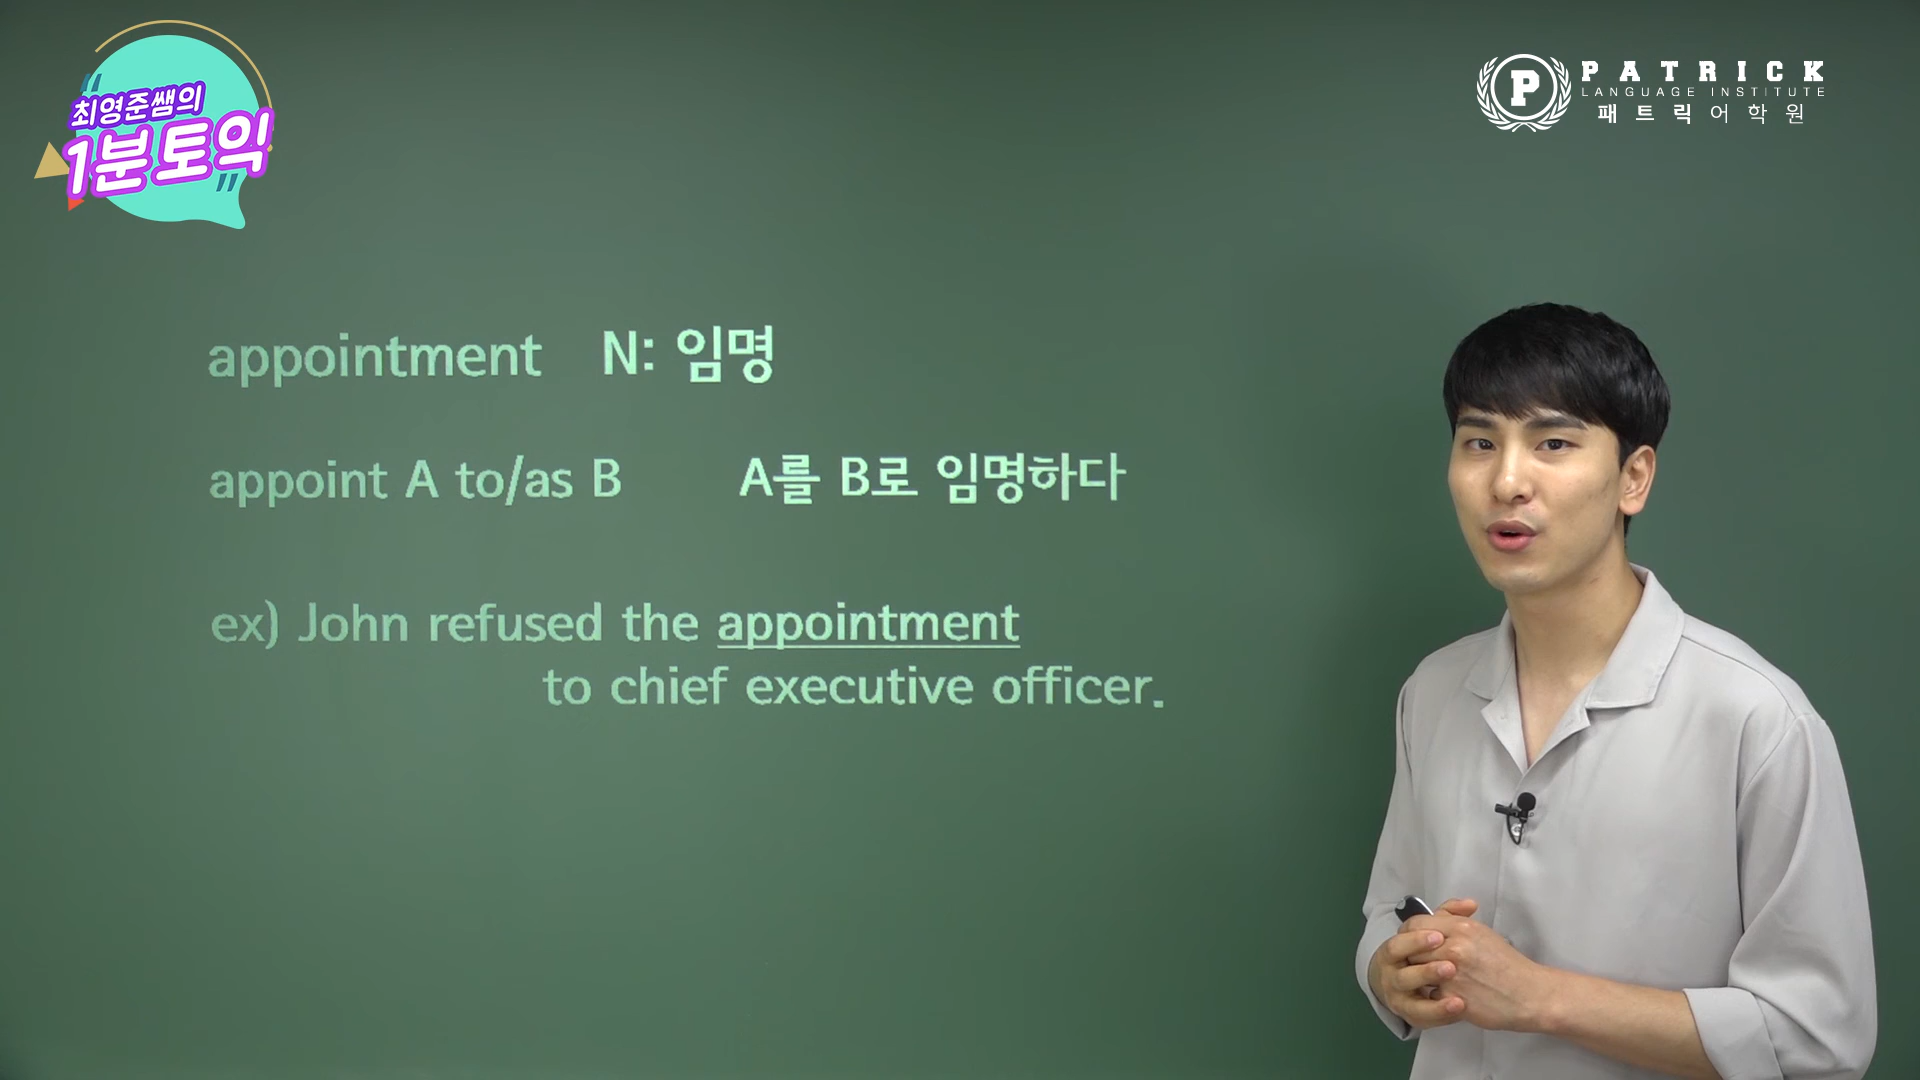 최영준쌤의
1분토익
P
PATRICK
LANGUAGE INSTITUTE
패트릭어학원
appointment N: 임명
appoint A to/as B A를 B로 임명하다
ex) John refused the appointment
to chief executive officer.